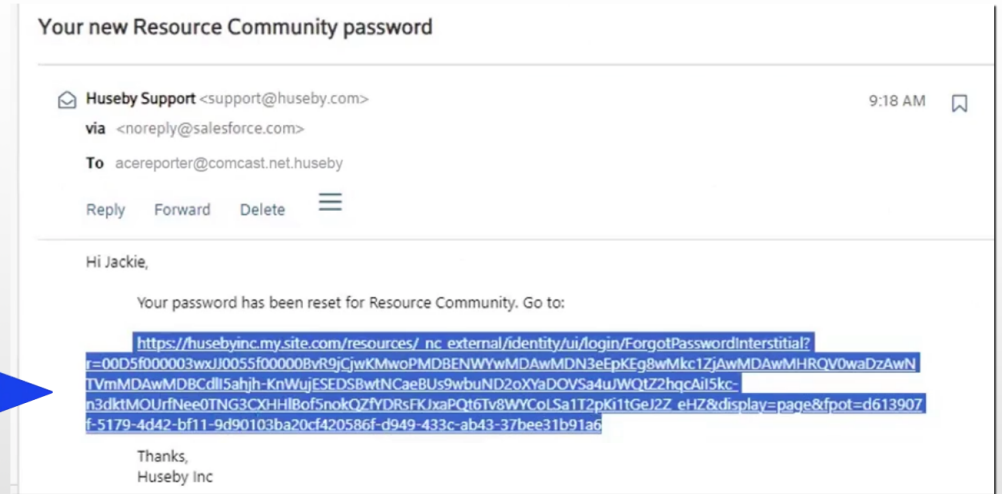 Your new Resource Community password
Huseby Support <support@huseby.com>
9:18 AM
via <noreply@salesforce.com>
To acereporter@comcast.net.huseby
Reply Forward Delete
Hi Jackie,
Your password has been reset for Resource Community. Go to:
https://husebyinc.my.site.com/resources/_nc_external/identity/ui/login/ForgotPasswordInterstitial?
r=00D5f000003wxJJ0055f00000BvR9jCjwKMwoPMDBENWYwMDAwMDN3eEpKEg8wMkc1ZjAwMDAwMHRQV0waDzAwN
TVmMDAwMDBCdlI5ahjh-KnWujESEDSBwtNCaeBUs9wbuND2oXYaDOVSa4uJWQtZ2hqcAiI5kc-
n3dktMOUrfNee0TNG3CXHHlBof5nokQZfYDRsFKJxaPQt6Tv8WYCoLSa1T2pKi1tGeJ2Z_eHZ&display=page&fpot=d613907
f-5179-4d42-bf11-9d90103ba20cf420586f-d949-433c-ab43-37bee31b91a6
Thanks,
Huseby Inc